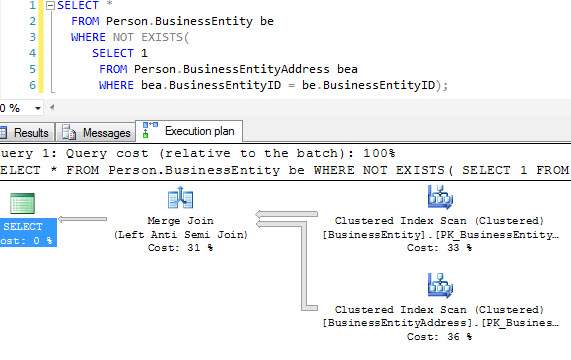 1 SELECT *
2 FROM Person.BusinessEntity be
3 WHERE NOT EXISTS(
4 SELECT 1
5 FROM Person.BusinessEntityAddress bea
6 WHERE bea.BusinessEntityID = be.BusinessEntityID);
0 %
Results Messages Execution plan
uery 1: Query cost (relative to the batch): 100%
ELECT * FROM Person.BusinessEntity be WHERE NOT EXISTS( SELECT 1 FROM
SELECT
ost: 0 %
Merge Join
(Left Anti Semi Join)
Cost: 31 %
Clustered Index Scan (Clustered)
[BusinessEntity].[PK_BusinessEntity…
Cost: 33 %
Clustered Index Scan (Clustered)
[BusinessEntityAddress].[PK_Busines…
Cost: 36 %